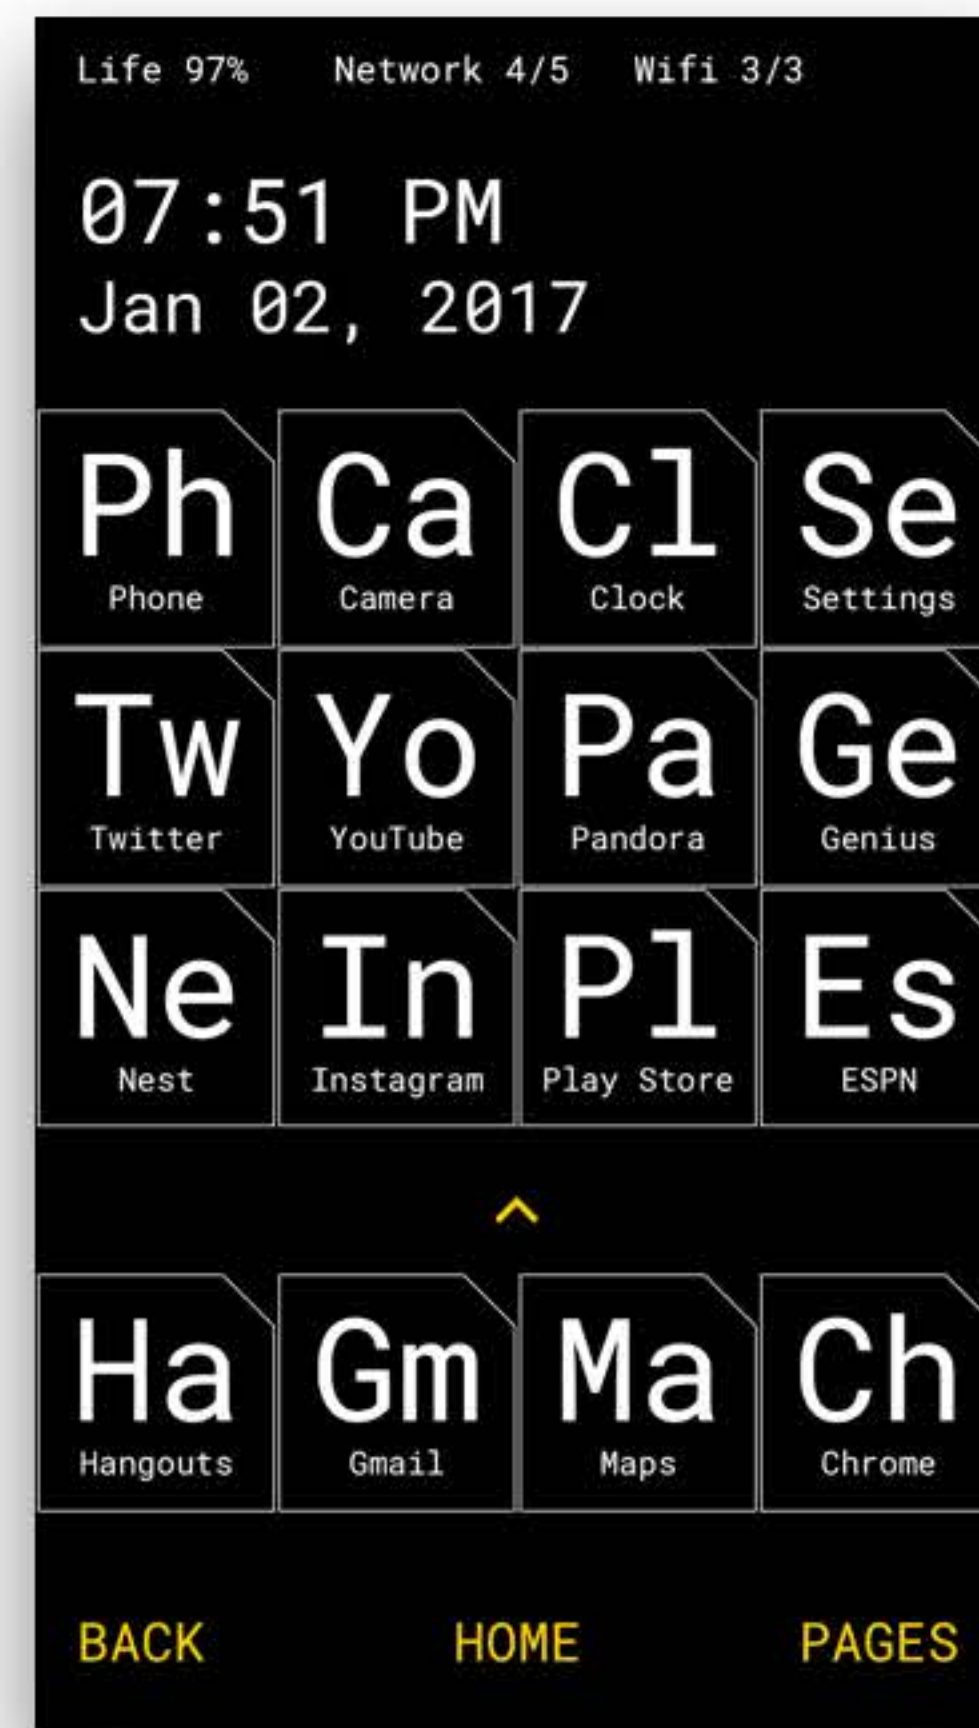 Life 97% Network 4/5 Wifi 3/3
07:51 PM
Jan 02, 2017
Ph Ca Cl Se
Phone Camera Clock Settings
Tw Yo Pa Ge
Twitter YouTube Pandora Genius
Ne In Pl Es
Nest Instagram Play Store ESPN
Ha Gm Ma Ch
Hangouts Gmail Maps Chrome
BACK HOME PAGES